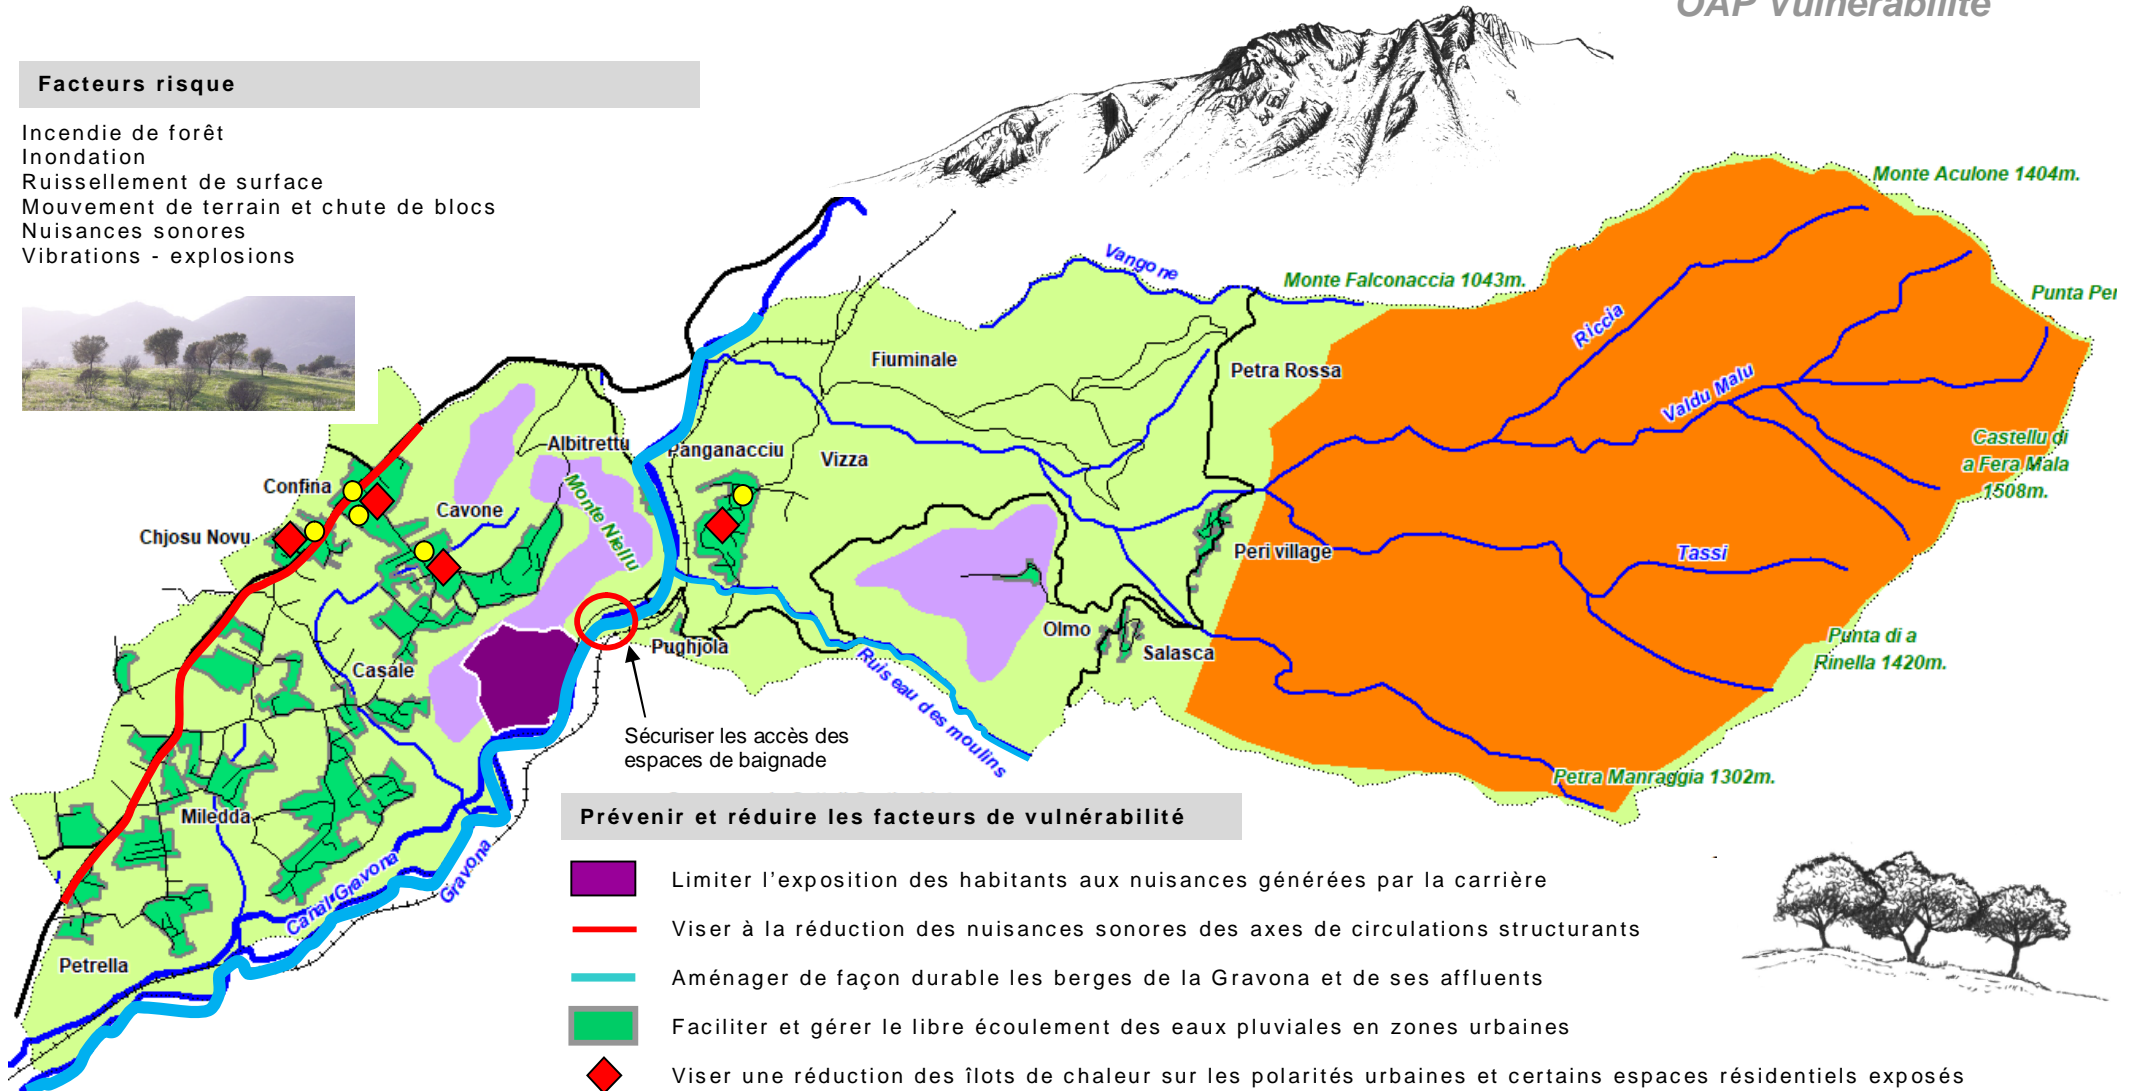 OAP Vulnérabilité
Facteurs risque
Incendie de forêt
Inondation
Ruissellement de surface
Mouvement de terrain et chute de blocs
Nuisances sonores
Vibrations - explosions
Monte Aculone 1404m.
Vangone
Monte Falconaccia 1043m.
Punta Per
Riccia
Fiuminale
Petra Rossa
Valdu Malu
Albitrettu
Panganacciu
Vizza
Castellu di
a Fera Mala
1508m.
Confina
Cavone
Monte Niellu
Chjosu Novu
Peri village
Tassi
Olmo
Pughjola
Salasca
Punta di a
Rinella 1420m.
Casale
Ruiseau des moulins
Sécuriser les accès des
espaces de baignade
Petra Manraggia 1302m.
Miledda
Canal Gravona
Gravona
Petrella
Prévenir et réduire les facteurs de vulnérabilité
Limiter l’exposition des habitants aux nuisances générées par la carrière
Viser à la réduction des nuisances sonores des axes de circulations structurants
Aménager de façon durable les berges de la Gravona et de ses affluents
Faciliter et gérer le libre écoulement des eaux pluviales en zones urbaines
Viser une réduction des îlots de chaleur sur les polarités urbaines et certains espaces résidentiels exposés